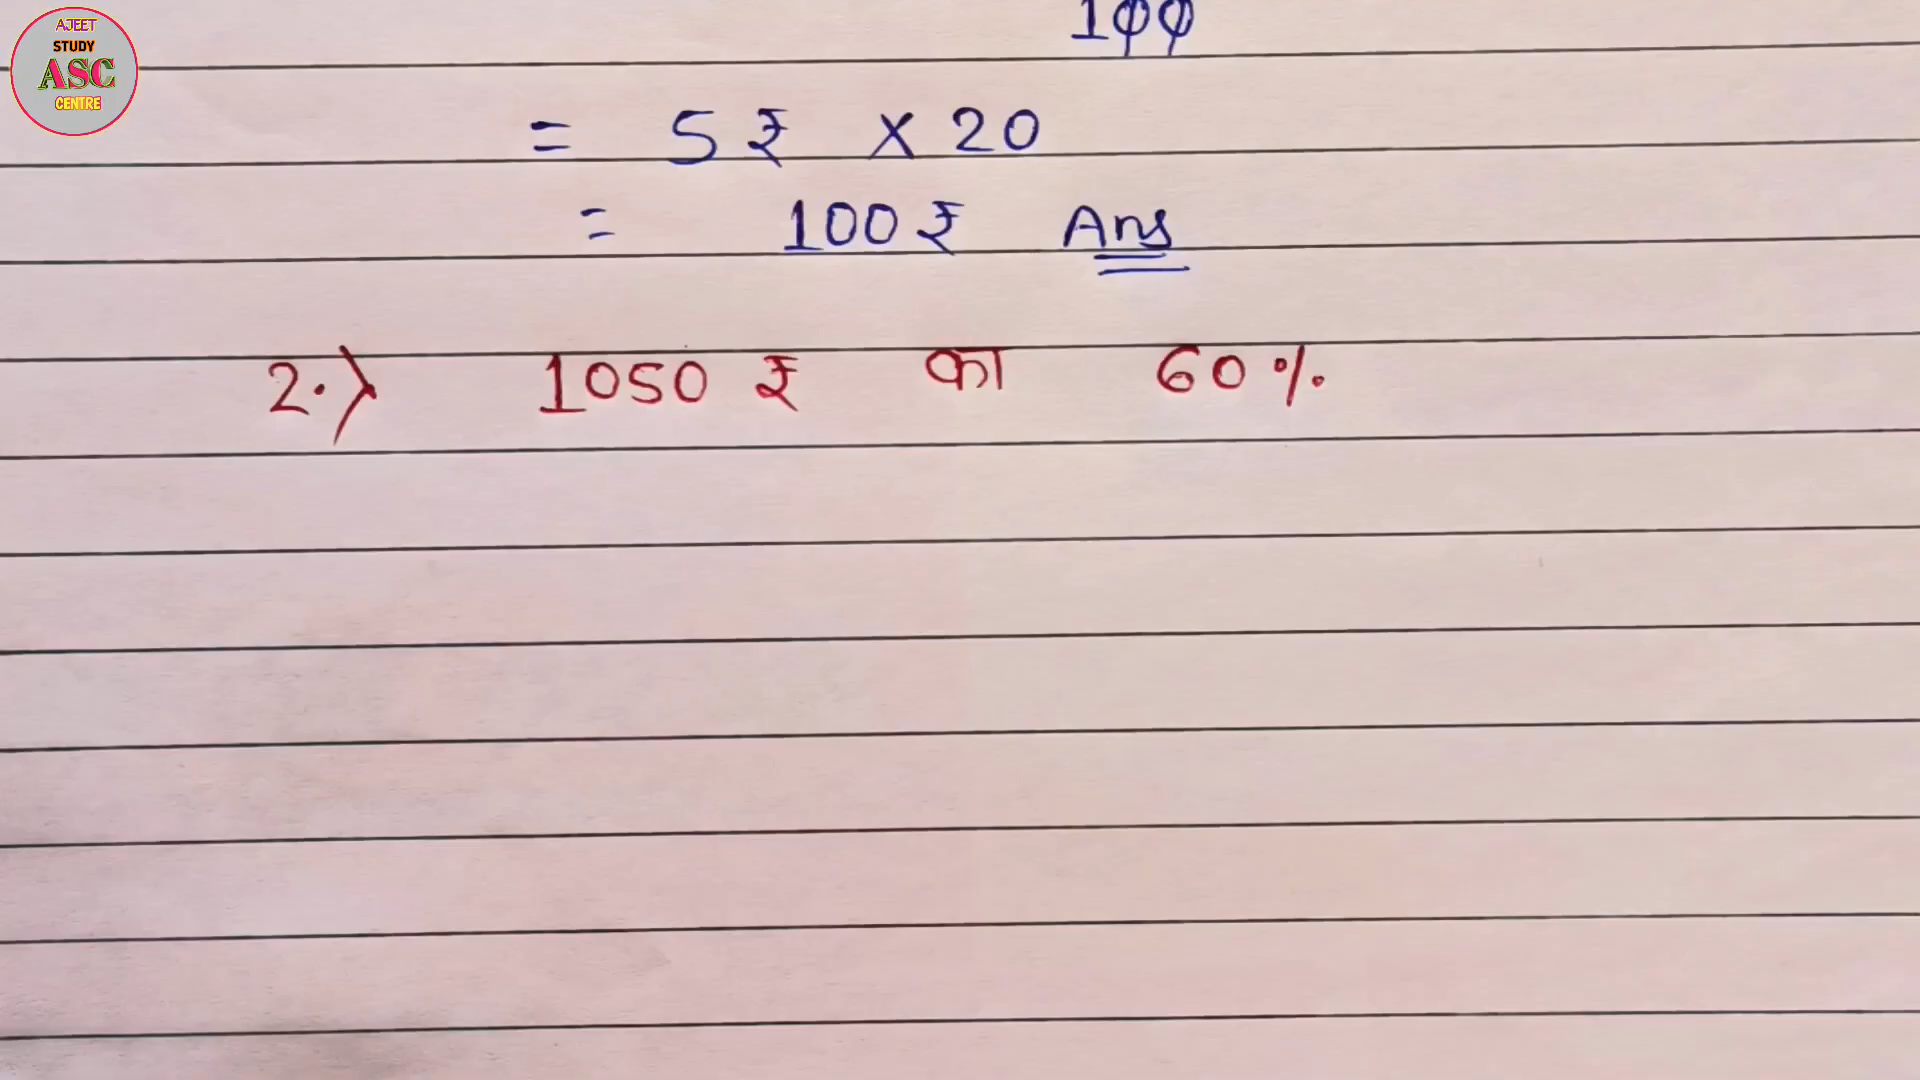 AJEET
STUDY
ASC
CENTRE
100
= 5 ₹ × 20
= 100 ₹ Ans
2.) 1050 ₹ का 60%